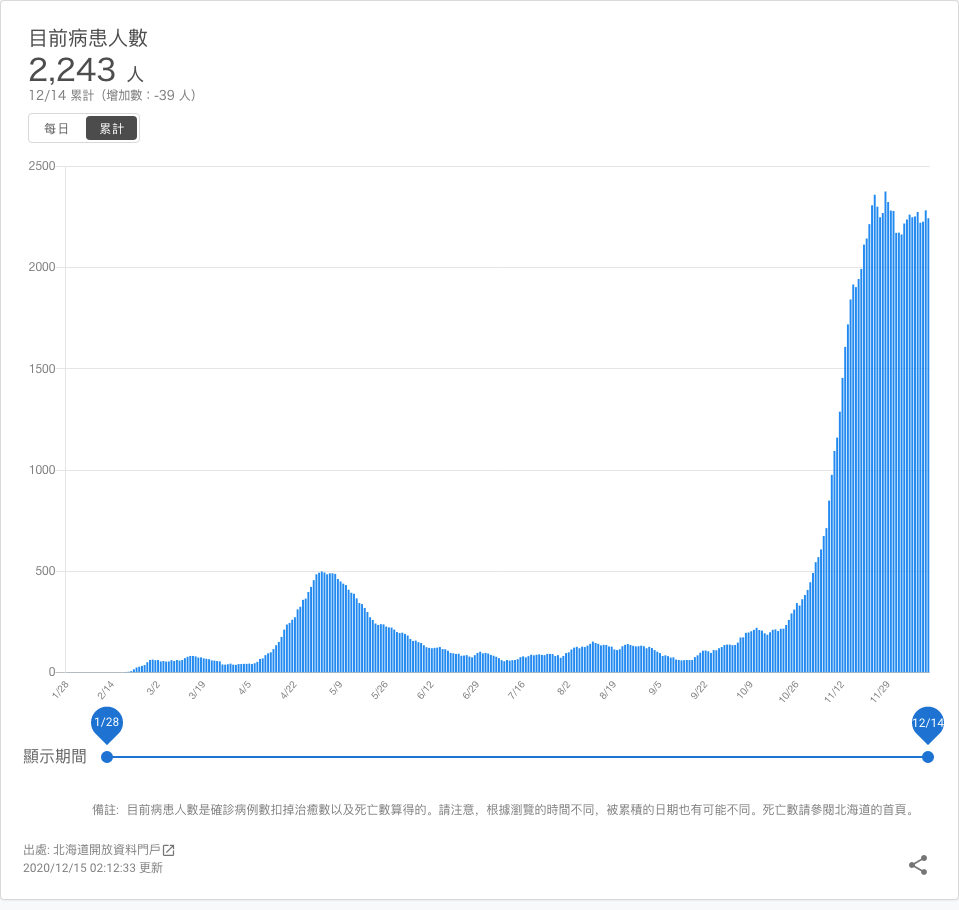 目前病患人數
2,243 人
12/14 累計（增加數：-39 人）
每日 累計
2500
2000
1500
1000
500
0
1/28 2/14 3/2 3/19 4/5 4/22 5/9 5/26 6/12 6/29 7/16 8/2 8/19 9/5 9/22 10/9 10/26 11/12 11/29
1/28 12/14
顯示期間
備註: 目前病患人數是確診病例數扣掉治癒數以及死亡數算得的。請注意，根據瀏覽的時間不同，被累積的日期也有可能不同。死亡數請參閱北海道的首頁。
出處: 北海道開放資料門戶
2020/12/15 02:12:33 更新